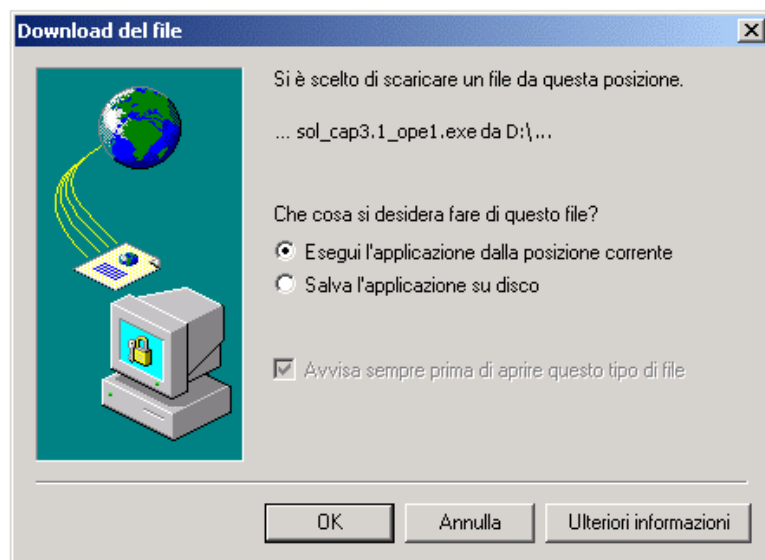 Download del file
Si è scelto di scaricare un file da questa posizione.
... sol_cap3.1_ope1.exe da D:\...
Che cosa si desidera fare di questo file?
Esegui l'applicazione dalla posizione corrente
Salva l'applicazione su disco
Avvisa sempre prima di aprire questo tipo di file
OK
Annulla
Ulteriori informazioni